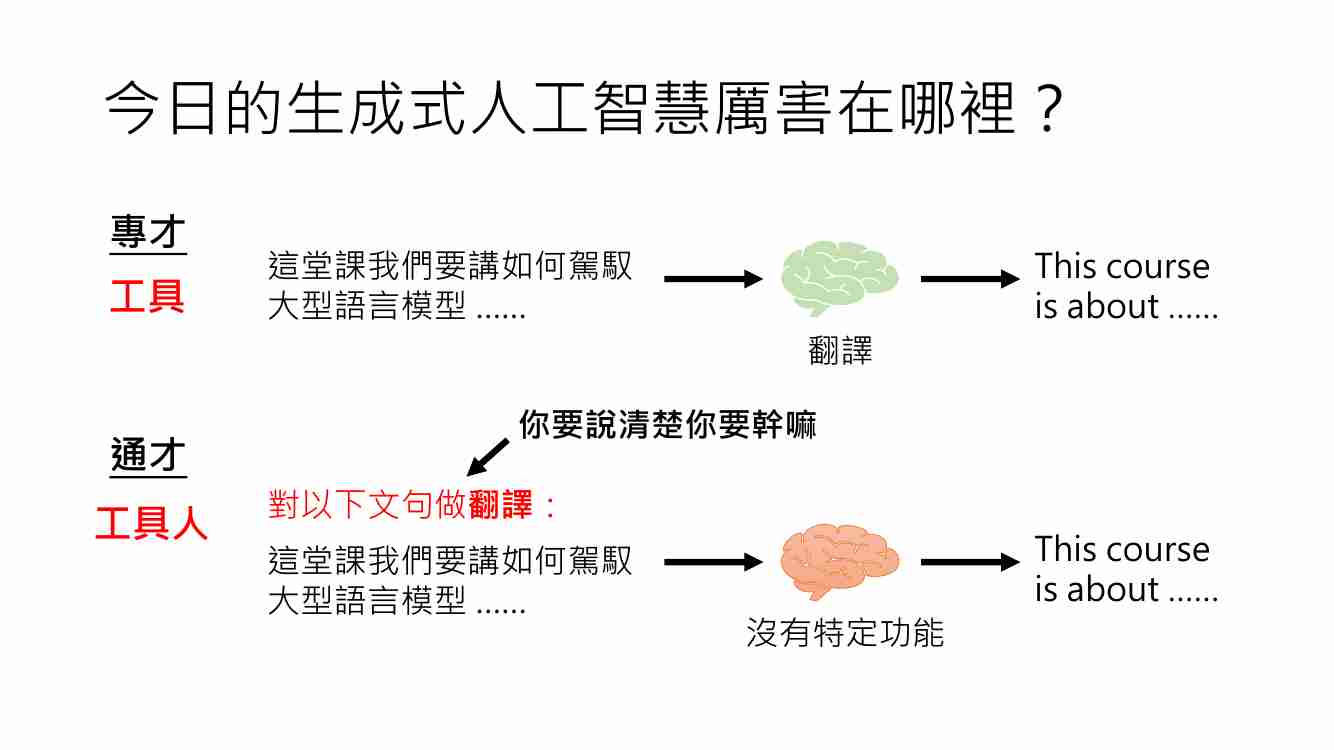 今日的生成式人工智慧厲害在哪裡？
專才
工具
這堂課我們要講如何駕馭
大型語言模型 ......
翻譯
This course
is about ......
通才
工具人
你要說清楚你要幹嘛
對以下文句做翻譯：
這堂課我們要講如何駕馭
大型語言模型 ......
沒有特定功能
This course
is about ......